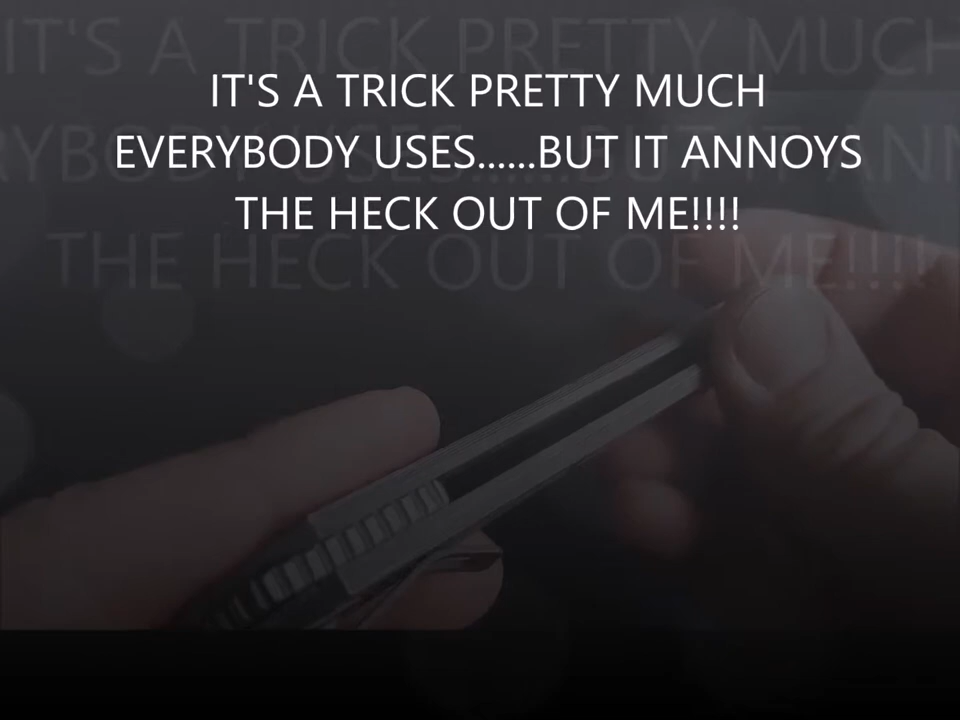 IT'S A TRICK PRETTY MUCH
EVERYBODY USES......BUT IT ANNOYS
THE HECK OUT OF ME!!!!